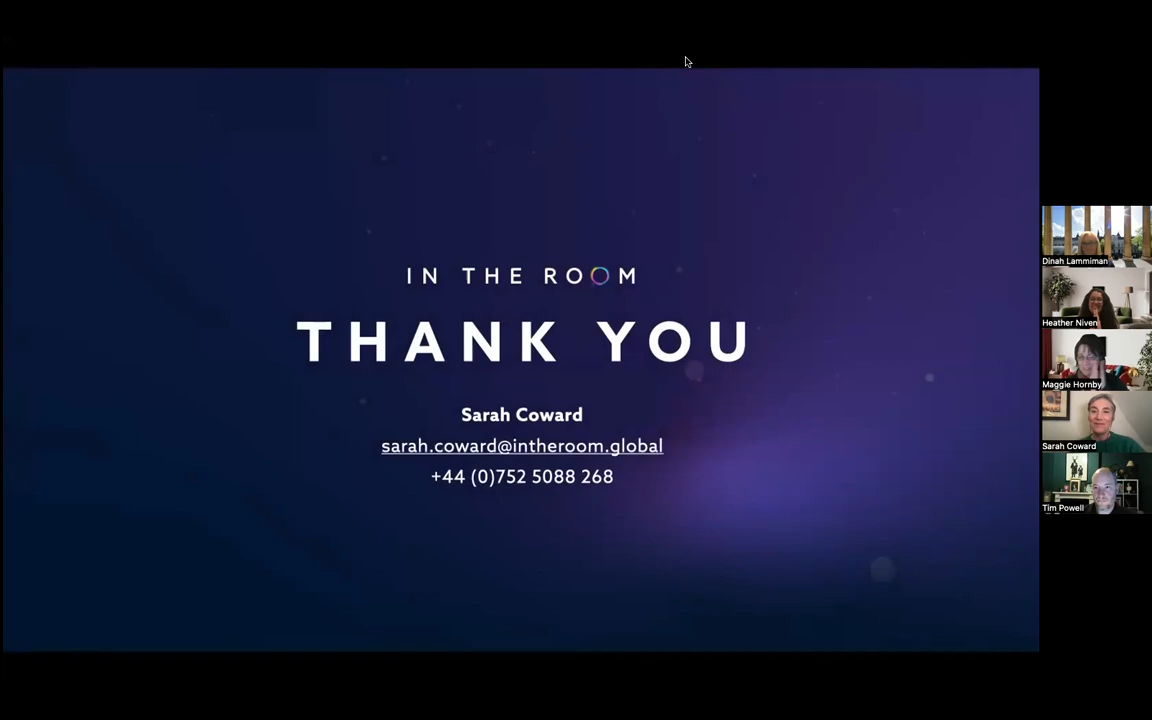 IN THE ROOM
THANK YOU
Sarah Coward
sarah.coward@intheroom.global
+44 (0)752 5088 268
Dinah Lammiman
Heather Niven
Maggie Hornby
Sarah Coward
Tim Powell